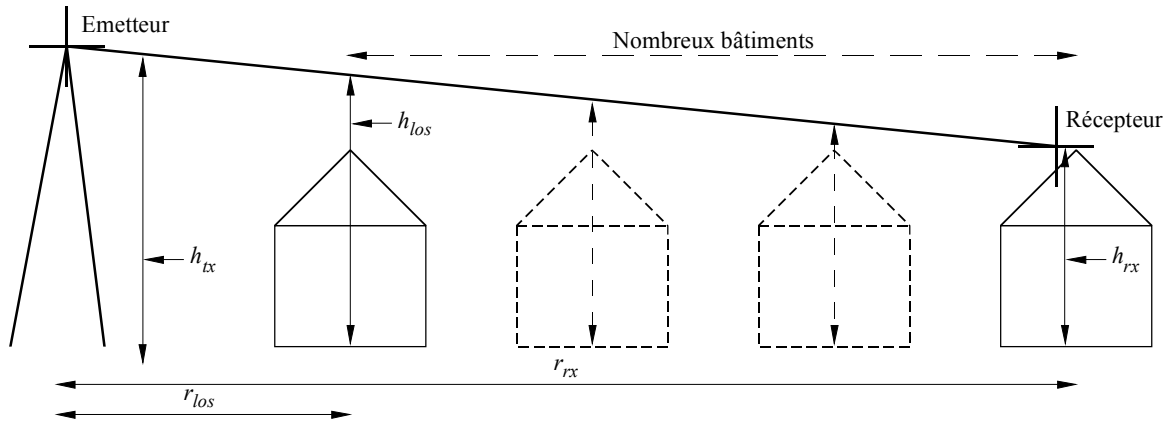 Emetteur
Nombreux bâtiments
h_los
Récepteur
h_tx
h_rx
r_rx
r_los